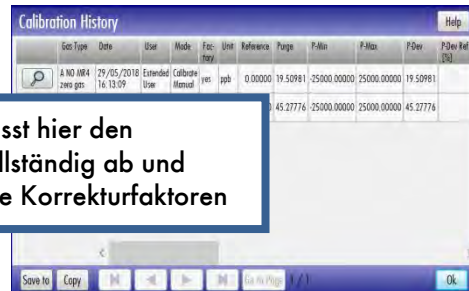 Calibration History
Help
Gas Type Date User Mode Fac- Unit Reference Purge P-Min P-Max P-Dev P-Dev Ref
tory [%]
A NO MR4 29/05/2018 Extended Calibrate yes ppb 0.00000 19.50981 -25000.00000 25000.00000 19.50981
zero gas 16:13:09 User Manual
45.27776 -25000.00000 25000.00000 45.27776
sst hier den
llständig ab und
e Korrekturfaktoren
Save to Copy Go to Page 1 / 1 Ok